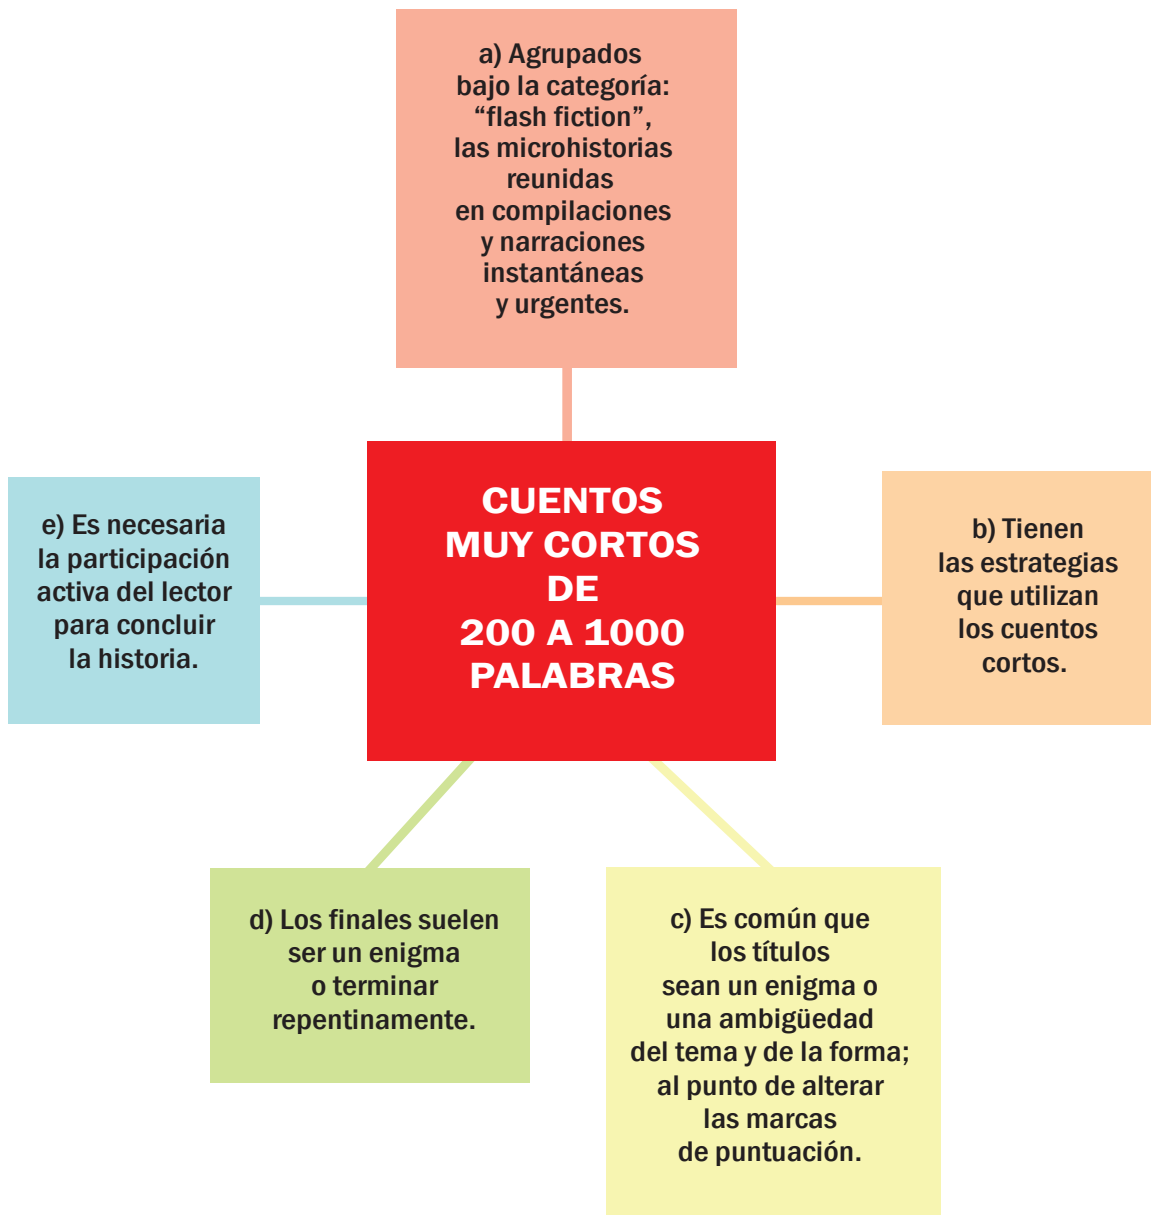 a) Agrupados
bajo la categoría:
“flash fiction”,
las microhistorias
reunidas
en compilaciones
y narraciones
instantáneas
y urgentes.
CUENTOS
MUY CORTOS
DE
200 A 1000
PALABRAS
b) Tienen
las estrategias
que utilizan
los cuentos
cortos.
c) Es común que
los títulos
sean un enigma o
una ambigüedad
del tema y de la forma;
al punto de alterar
las marcas
de puntuación.
d) Los finales suelen
ser un enigma
o terminar
repentinamente.
e) Es necesaria
la participación
activa del lector
para concluir
la historia.